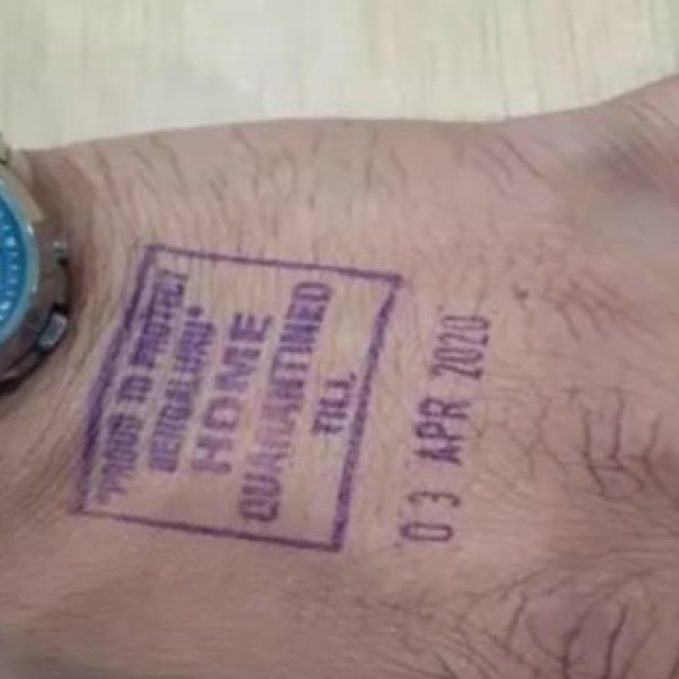 "PROUD TO PROTECT
BENGALURU"
HOME
QUARANTINED
TILL
03 APR 2020